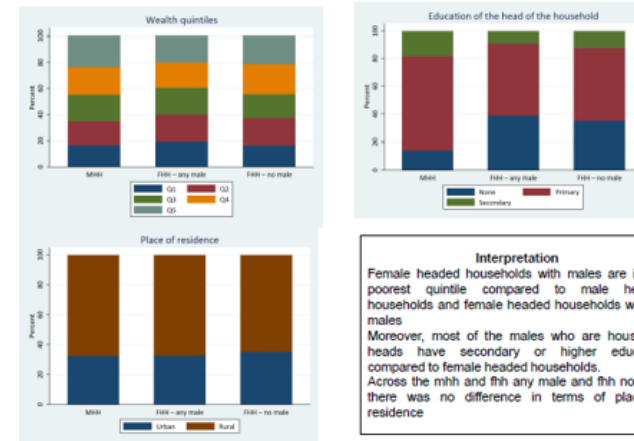 Wealth quintiles
100
80
60
40
20
0
Percent
MHH FHH – any male FHH – no male
Q1 Q2
Q3 Q4
Q5
Education of the head of the household
100
80
60
40
20
0
Percent
MHH FHH – any male FHH – no male
None Primary
Secondary
Place of residence
100
80
60
40
20
0
Percent
MHH FHH – any male FHH – no male
Urban Rural
Interpretation
Female headed households with males are
poorest quintile compared to male
households and female headed households
males
Moreover, most of the males who are
heads have secondary or higher
compared to female headed households.
Across the mhh and fhh any male and fhh no
there was no difference in terms of
residence